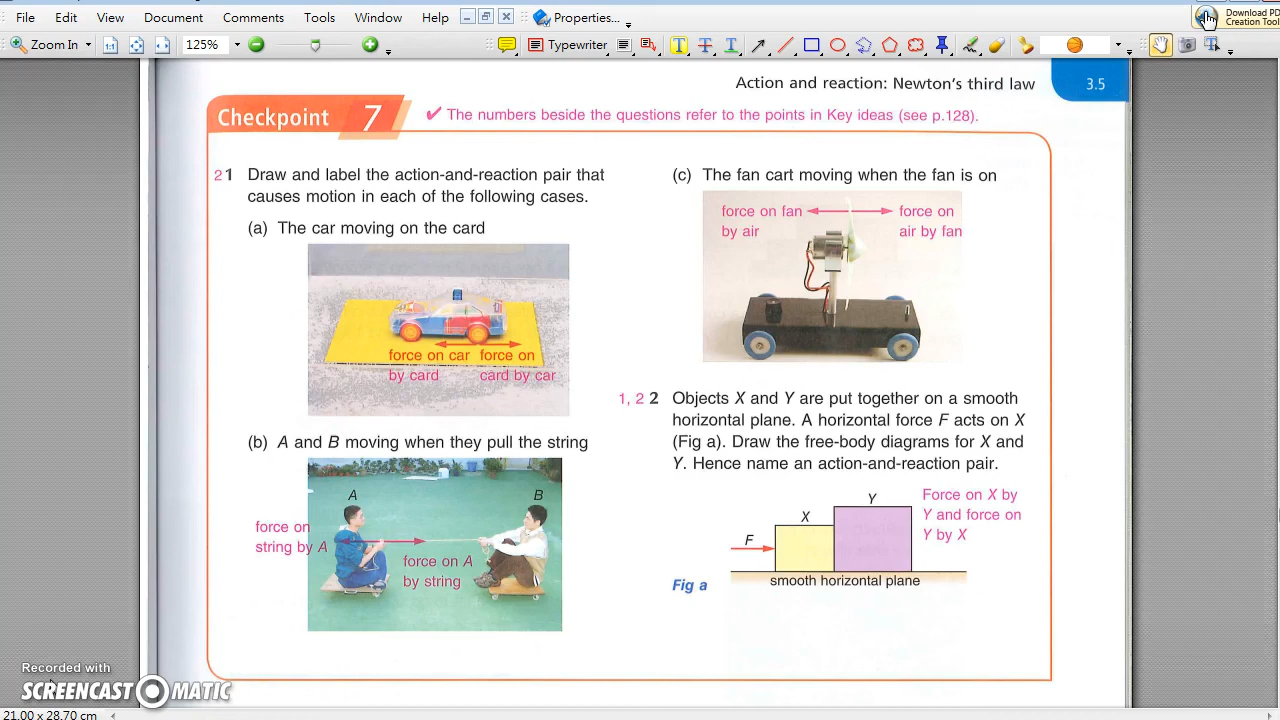 File Edit View Document Comments Tools Window Help Properties...
Download PD
Creation Tool
Zoom In 125% Typewriter
Action and reaction: Newton's third law 3.5
Checkpoint 7
✔ The numbers beside the questions refer to the points in Key ideas (see p.128).
2 1 Draw and label the action-and-reaction pair that
causes motion in each of the following cases.
(a) The car moving on the card
force on car
by card
force on
card by car
(b) A and B moving when they pull the string
A
B
force on
string by A
force on A
by string
(c) The fan cart moving when the fan is on
force on fan
by air
force on
air by fan
1, 2 2 Objects X and Y are put together on a smooth
horizontal plane. A horizontal force F acts on X
(Fig a). Draw the free-body diagrams for X and
Y. Hence name an action-and-reaction pair.
F
X
Y
Force on X by
Y and force on
Y by X
smooth horizontal plane
Fig a
Recorded with
SCREENCAST MATIC
21.00 x 28.70 cm